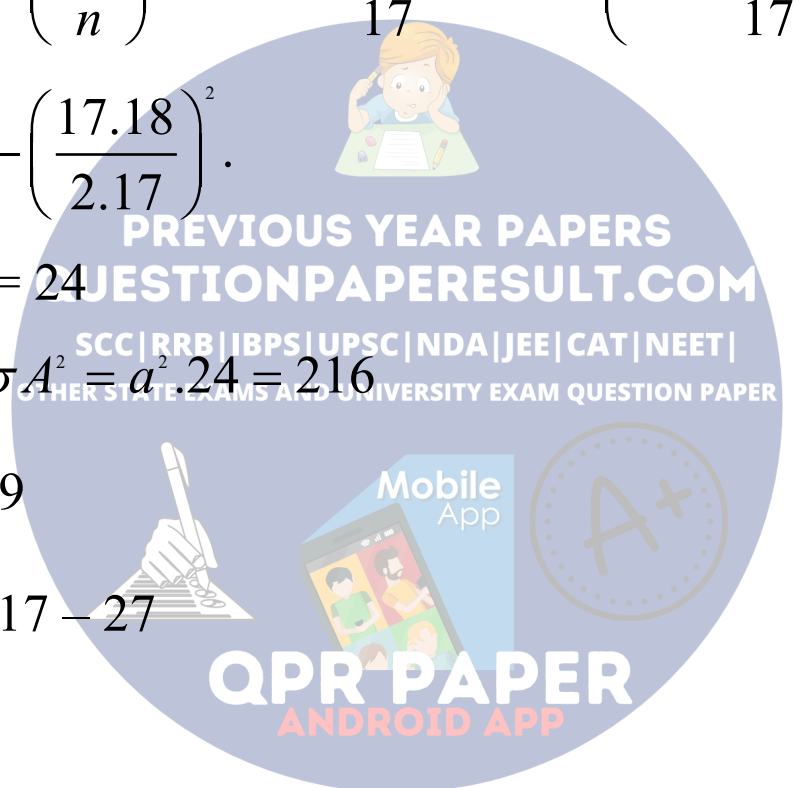 ( n ) 17 ( 17
−(17.18/2.17)².
PREVIOUS YEAR PAPERS
= 24
QUESTIONPAPERESULT.COM
SCC|RRB|IBPS|UPSC|NDA|JEE|CAT|NEET|
σA² = a².24 = 216
OTHER STATE EXAMS AND UNIVERSITY EXAM QUESTION PAPER
9
Mobile
App
A+
17 − 27
QPR PAPER
ANDROID APP